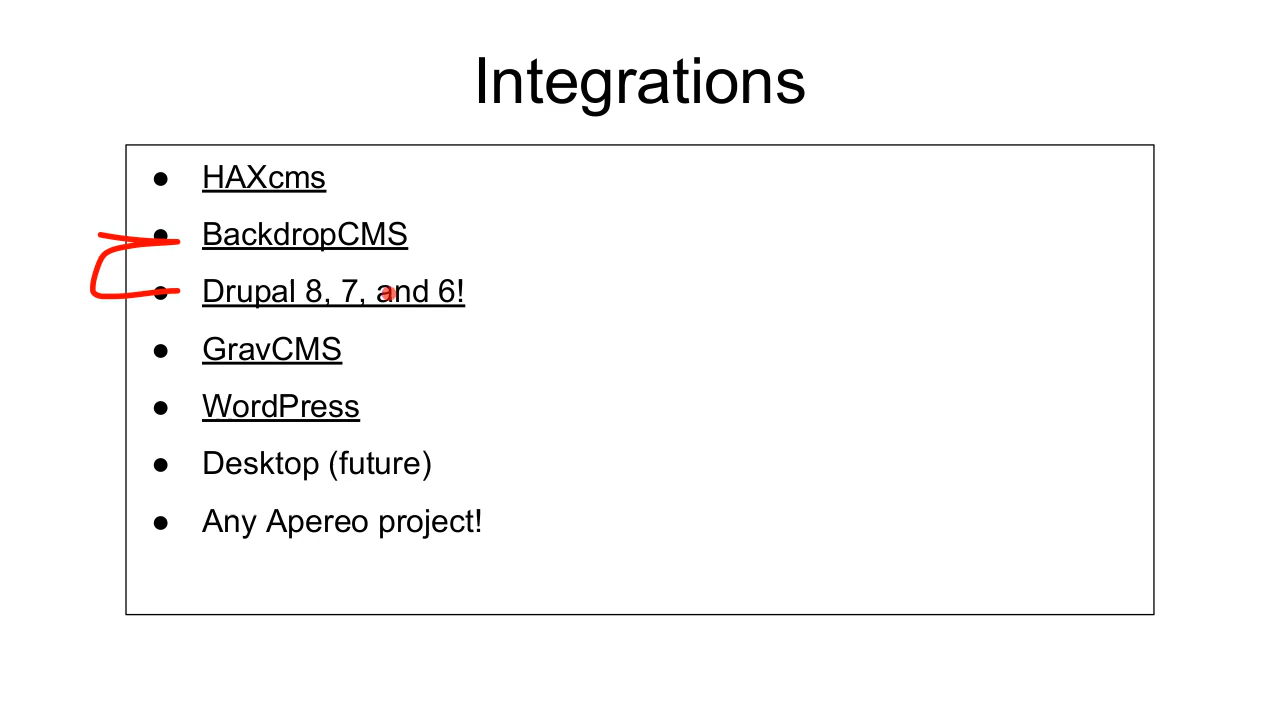 Integrations
● HAXcms
● BackdropCMS
● Drupal 8, 7, and 6!
● GravCMS
● WordPress
● Desktop (future)
● Any Apereo project!